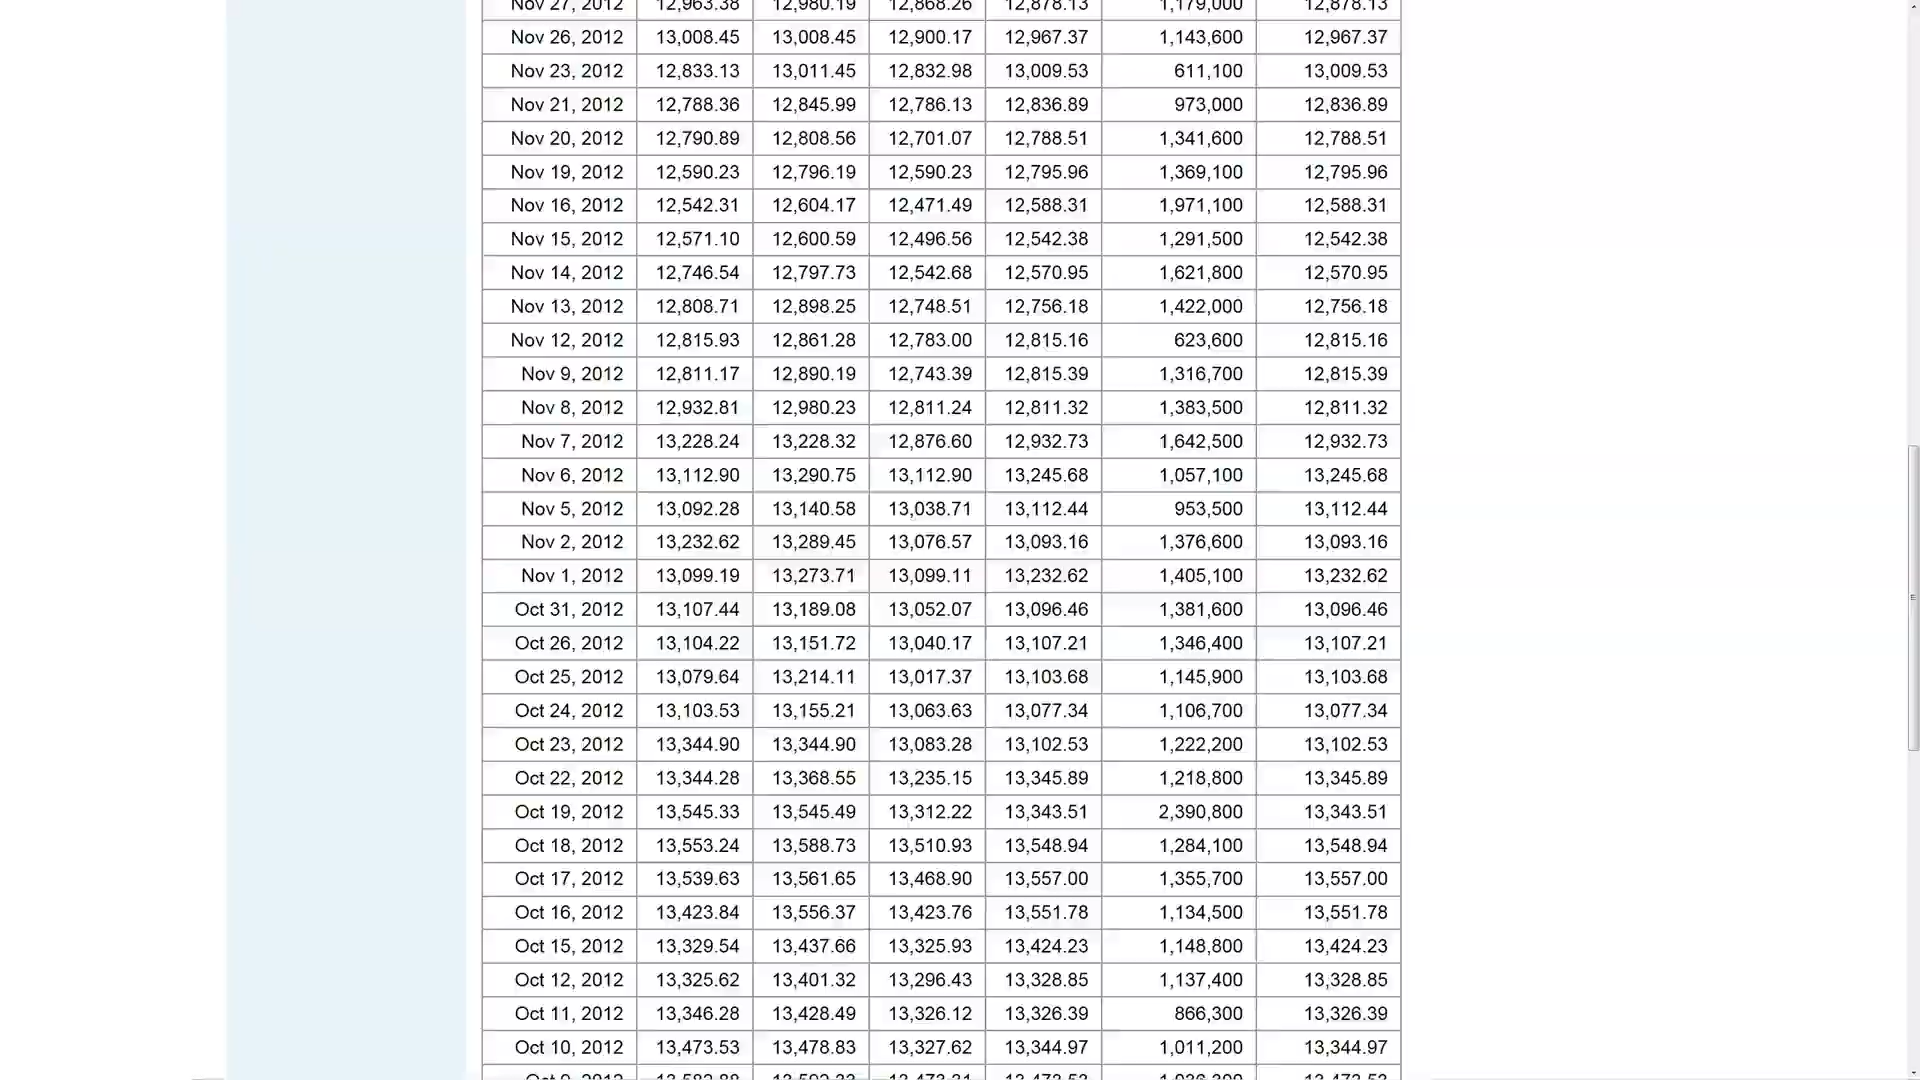 Nov 27, 2012 12,963.38 12,980.19 12,868.26 12,878.13 1,179,000 12,878.13
Nov 26, 2012 13,008.45 13,008.45 12,900.17 12,967.37 1,143,600 12,967.37
Nov 23, 2012 12,833.13 13,011.45 12,832.98 13,009.53 611,100 13,009.53
Nov 21, 2012 12,788.36 12,845.99 12,786.13 12,836.89 973,000 12,836.89
Nov 20, 2012 12,790.89 12,808.56 12,701.07 12,788.51 1,341,600 12,788.51
Nov 19, 2012 12,590.23 12,796.19 12,590.23 12,795.96 1,369,100 12,795.96
Nov 16, 2012 12,542.31 12,604.17 12,471.49 12,588.31 1,971,100 12,588.31
Nov 15, 2012 12,571.10 12,600.59 12,496.56 12,542.38 1,291,500 12,542.38
Nov 14, 2012 12,746.54 12,797.73 12,542.68 12,570.95 1,621,800 12,570.95
Nov 13, 2012 12,808.71 12,898.25 12,748.51 12,756.18 1,422,000 12,756.18
Nov 12, 2012 12,815.93 12,861.28 12,783.00 12,815.16 623,600 12,815.16
Nov 9, 2012 12,811.17 12,890.19 12,743.39 12,815.39 1,316,700 12,815.39
Nov 8, 2012 12,932.81 12,980.23 12,811.24 12,811.32 1,383,500 12,811.32
Nov 7, 2012 13,228.24 13,228.32 12,876.60 12,932.73 1,642,500 12,932.73
Nov 6, 2012 13,112.90 13,290.75 13,112.90 13,245.68 1,057,100 13,245.68
Nov 5, 2012 13,092.28 13,140.58 13,038.71 13,112.44 953,500 13,112.44
Nov 2, 2012 13,232.62 13,289.45 13,076.57 13,093.16 1,376,600 13,093.16
Nov 1, 2012 13,099.19 13,273.71 13,099.11 13,232.62 1,405,100 13,232.62
Oct 31, 2012 13,107.44 13,189.08 13,052.07 13,096.46 1,381,600 13,096.46
Oct 26, 2012 13,104.22 13,151.72 13,040.17 13,107.21 1,346,400 13,107.21
Oct 25, 2012 13,079.64 13,214.11 13,017.37 13,103.68 1,145,900 13,103.68
Oct 24, 2012 13,103.53 13,155.21 13,063.63 13,077.34 1,106,700 13,077.34
Oct 23, 2012 13,344.90 13,344.90 13,083.28 13,102.53 1,222,200 13,102.53
Oct 22, 2012 13,344.28 13,368.55 13,235.15 13,345.89 1,218,800 13,345.89
Oct 19, 2012 13,545.33 13,545.49 13,312.22 13,343.51 2,390,800 13,343.51
Oct 18, 2012 13,553.24 13,588.73 13,510.93 13,548.94 1,284,100 13,548.94
Oct 17, 2012 13,539.63 13,561.65 13,468.90 13,557.00 1,355,700 13,557.00
Oct 16, 2012 13,423.84 13,556.37 13,423.76 13,551.78 1,134,500 13,551.78
Oct 15, 2012 13,329.54 13,437.66 13,325.93 13,424.23 1,148,800 13,424.23
Oct 12, 2012 13,325.62 13,401.32 13,296.43 13,328.85 1,137,400 13,328.85
Oct 11, 2012 13,346.28 13,428.49 13,326.12 13,326.39 866,300 13,326.39
Oct 10, 2012 13,473.53 13,478.83 13,327.62 13,344.97 1,011,200 13,344.97